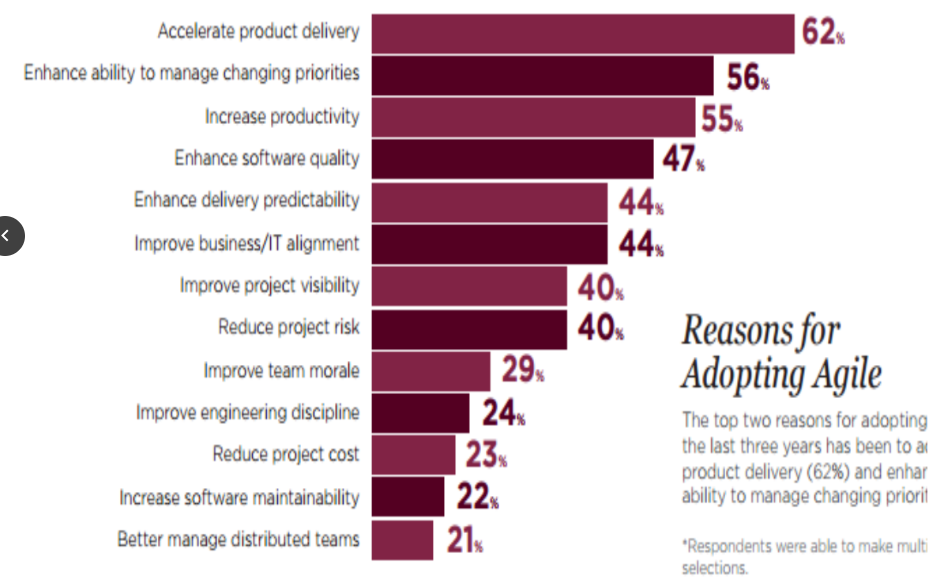 Accelerate product delivery 62%
Enhance ability to manage changing priorities 56%
Increase productivity 55%
Enhance software quality 47%
Enhance delivery predictability 44%
Improve business/IT alignment 44%
Improve project visibility 40%
Reduce project risk 40%
Improve team morale 29%
Improve engineering discipline 24%
Reduce project cost 23%
Increase software maintainability 22%
Better manage distributed teams 21%
Reasons for
Adopting Agile
The top two reasons for adopting
the last three years has been to
product delivery (62%) and
ability to manage changing
*Respondents were able to make
selections.